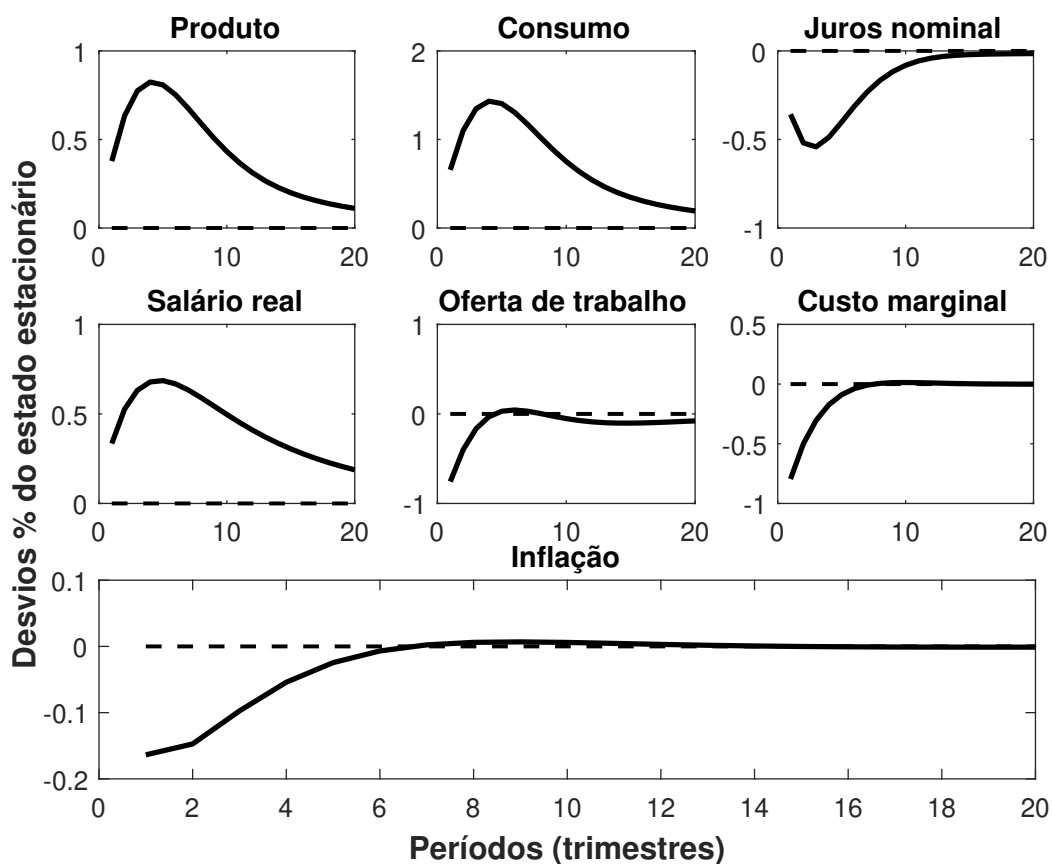 Produto
1
0.5
0
0 10 20
Consumo
2
1
0
0 10 20
Juros nominal
0
-0.5
-1
0 10 20
Salário real
1
0.5
0
0 10 20
Oferta de trabalho
1
0
-1
0 10 20
Custo marginal
0.5
0
-0.5
-1
0 10 20
Inflação
0.1
0
-0.1
-0.2
0 2 4 6 8 10 12 14 16 18 20
Períodos (trimestres)
Desvios % do estado estacionário